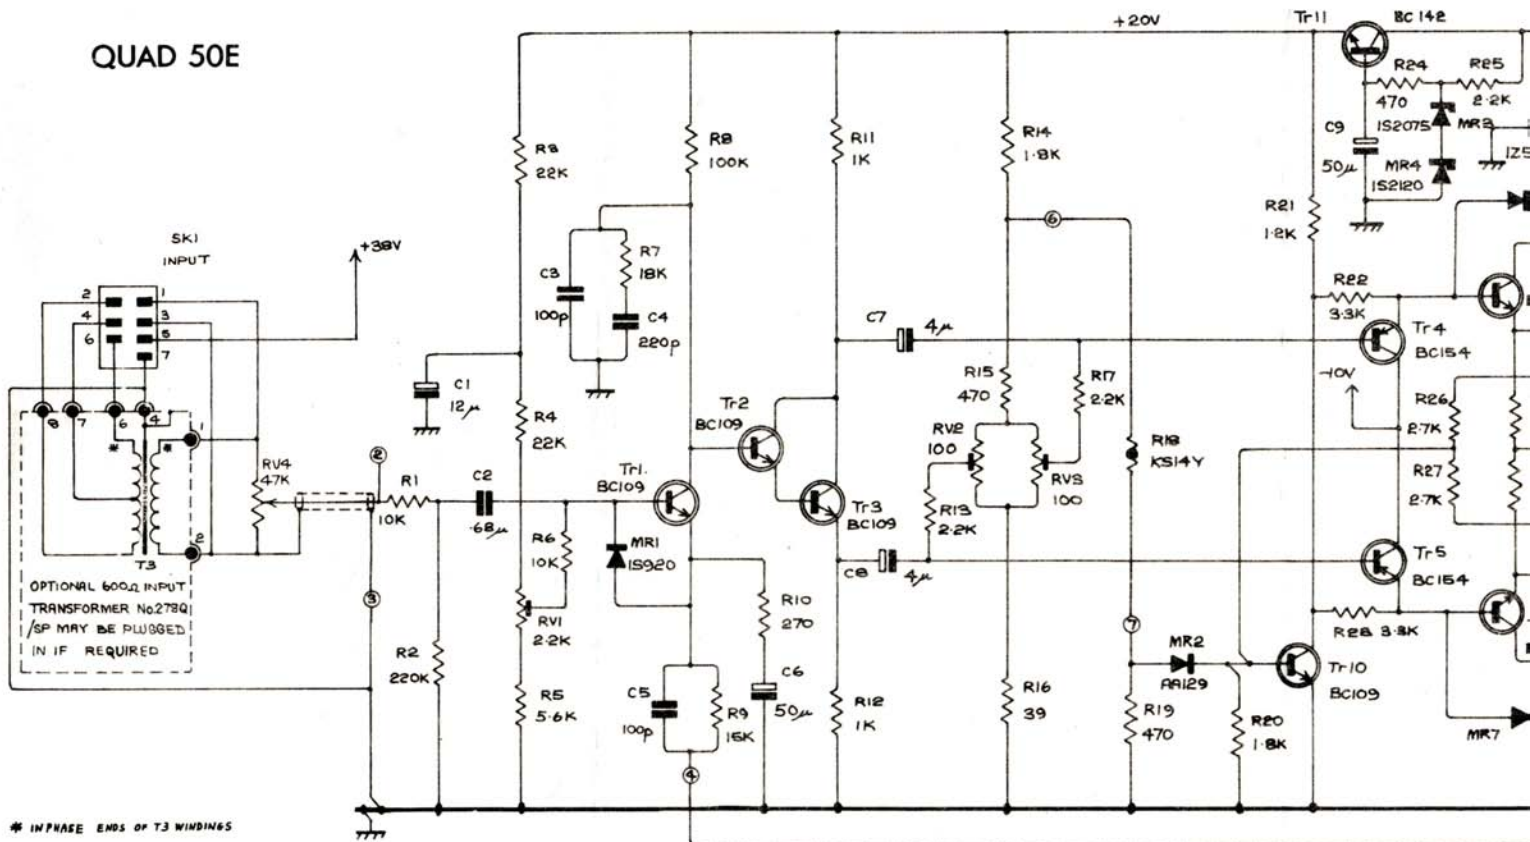 QUAD 50E
+20V
Tr11
BC142
R24
470
R25
2.2K
C9
50µ
1S2075
MR3
MR4
1S2120
R3
22K
R8
100K
R11
1K
R14
1.8K
R21
1.2K
SK1
INPUT
+38V
2
1
4
3
6
5
7
C3
100p
R7
18K
C4
220p
6
R22
3.3K
Tr4
BC154
C7
4µ
C1
12µ
R4
22K
Tr2
BC109
R15
470
R17
2.2K
-10V
R26
2.7K
R27
2.7K
8
7
6
4
1
*
*
RV4
47K
2
R1
10K
C2
.68µ
Tr1.
BC109
RV2
100
RV3
100
R18
KS14Y
R13
2.2K
Tr3
BC109
R6
10K
MR1
1S920
C8
4µ
Tr5
BC154
2
T3
OPTIONAL 600Ω INPUT
TRANSFORMER No.278Q
/SP MAY BE PLUGGED
IN IF REQUIRED
3
RV1
2.2K
R10
270
7
R28 3.3K
R2
220K
R5
5.6K
C5
100p
R9
15K
C6
50µ
R12
1K
R16
39
MR2
AA129
R19
470
R20
1.8K
Tr10
BC109
MR7
4
* INPHASE ENDS OF T3 WINDINGS